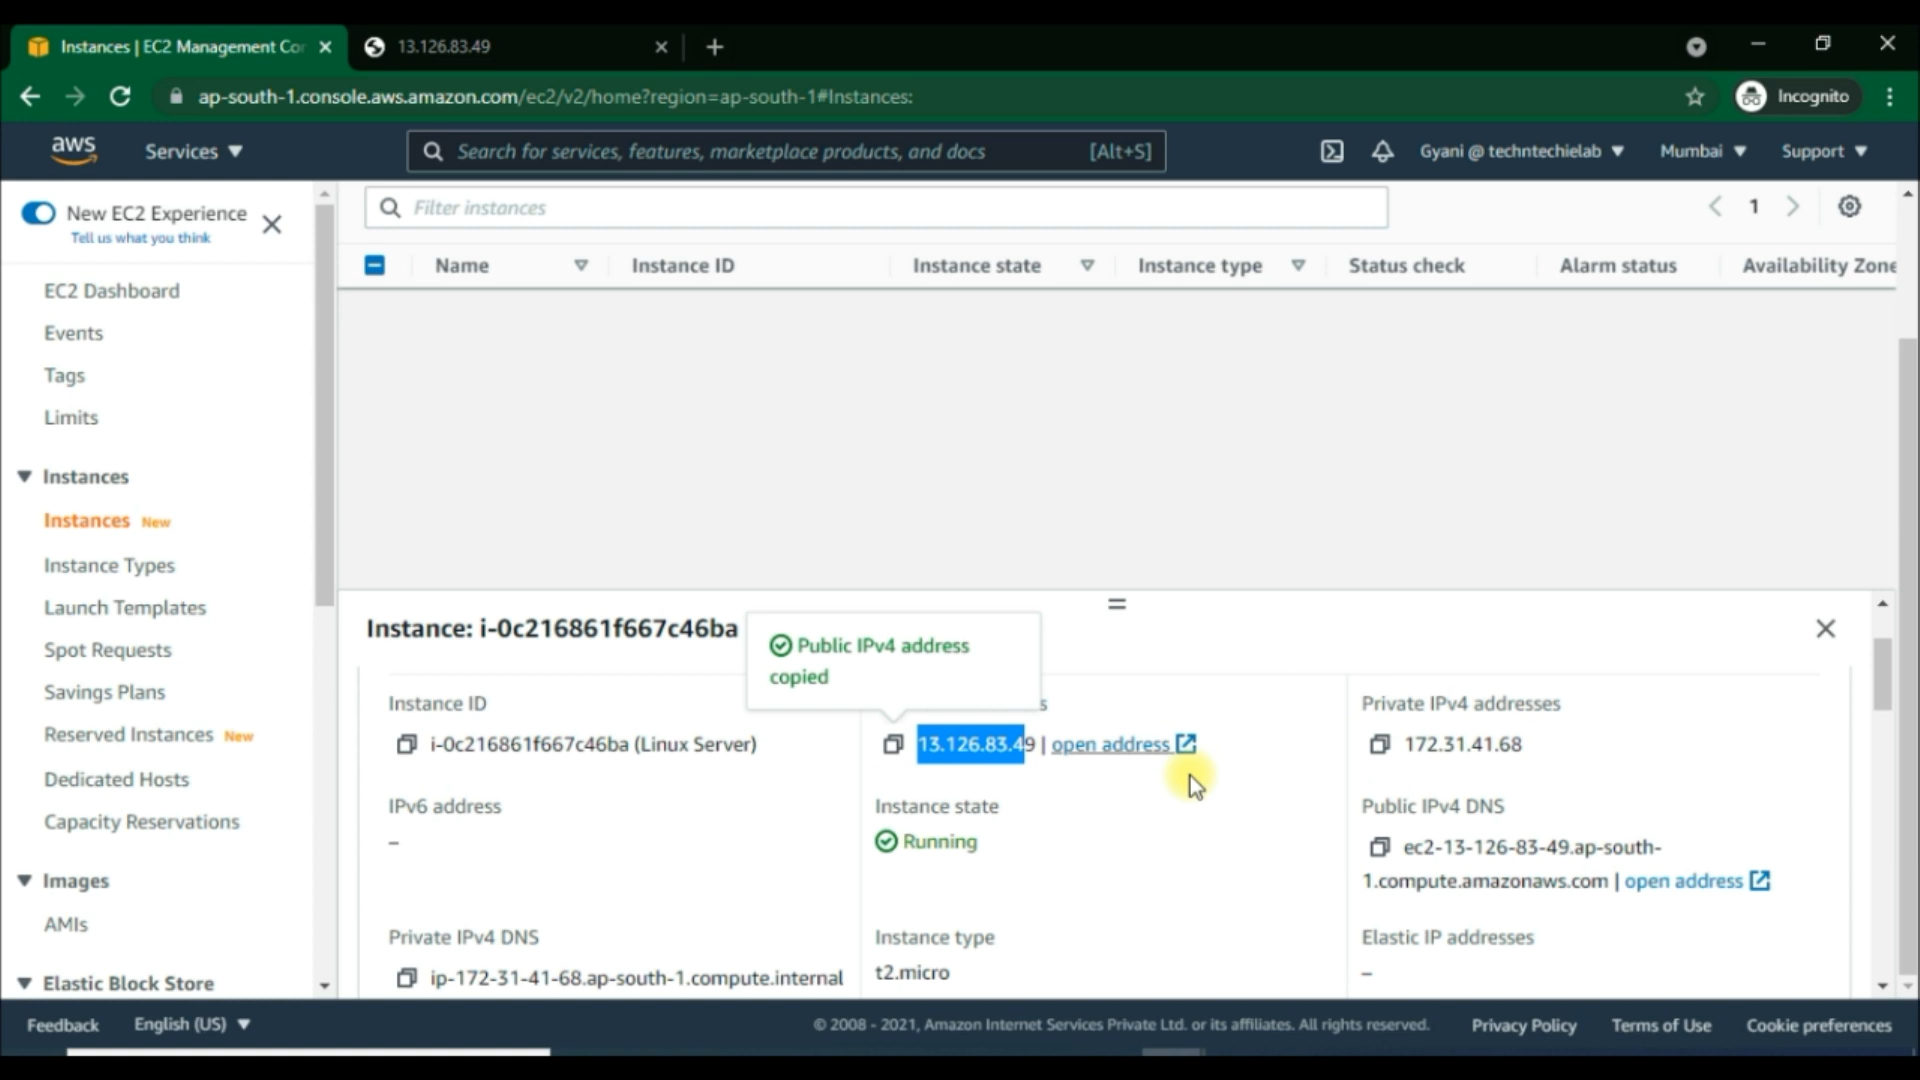 Instances | EC2 Management Con
13.126.83.49
ap-south-1.console.aws.amazon.com/ec2/v2/home?region=ap-south-1#Instances:
Incognito
aws
Services
Search for services, features, marketplace products, and docs
[Alt+S]
Gyani @ techntechielab
Mumbai
Support
New EC2 Experience
Tell us what you think
EC2 Dashboard
Events
Tags
Limits
Instances
Instances New
Instance Types
Launch Templates
Spot Requests
Savings Plans
Reserved Instances New
Dedicated Hosts
Capacity Reservations
Images
AMIs
Elastic Block Store
Filter instances
1
Name
Instance ID
Instance state
Instance type
Status check
Alarm status
Availability Zone
Instance: i-0c216861f667c46ba
Public IPv4 address
copied
Instance ID
i-0c216861f667c46ba (Linux Server)
s
13.126.83.49 | open address
Private IPv4 addresses
172.31.41.68
IPv6 address
–
Instance state
Running
Public IPv4 DNS
ec2-13-126-83-49.ap-south-
1.compute.amazonaws.com | open address
Private IPv4 DNS
ip-172-31-41-68.ap-south-1.compute.internal
Instance type
t2.micro
Elastic IP addresses
–
Feedback
English (US)
© 2008 - 2021, Amazon Internet Services Private Ltd. or its affiliates. All rights reserved.
Privacy Policy
Terms of Use
Cookie preferences